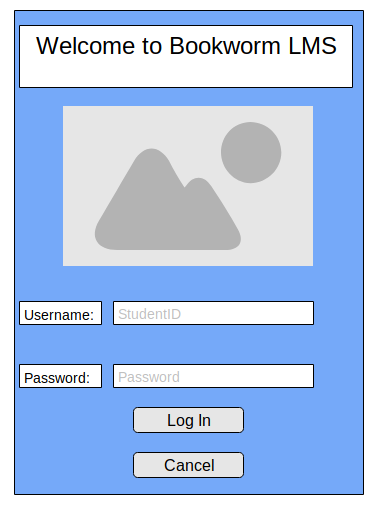 Welcome to Bookworm LMS
Username: StudentID
Password: Password
Log In
Cancel